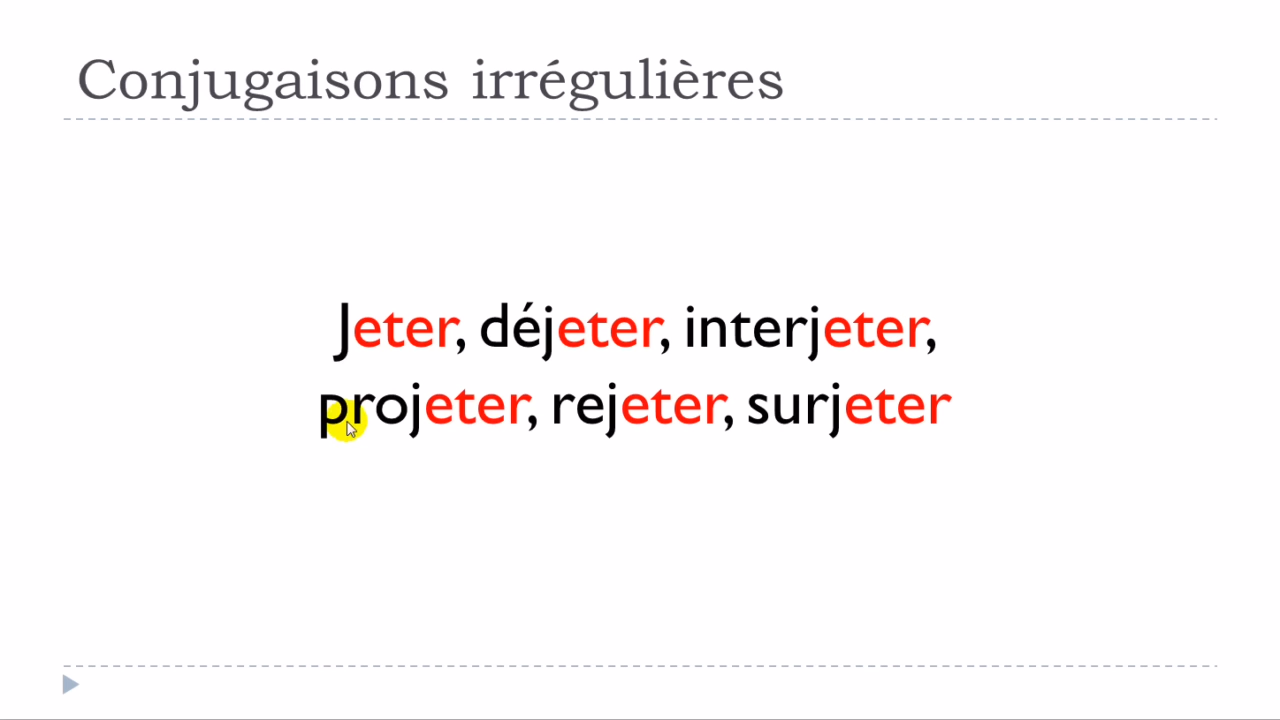 Conjugaisons irrégulières
Jeter, déjeter, interjeter,
projeter, rejeter, surjeter